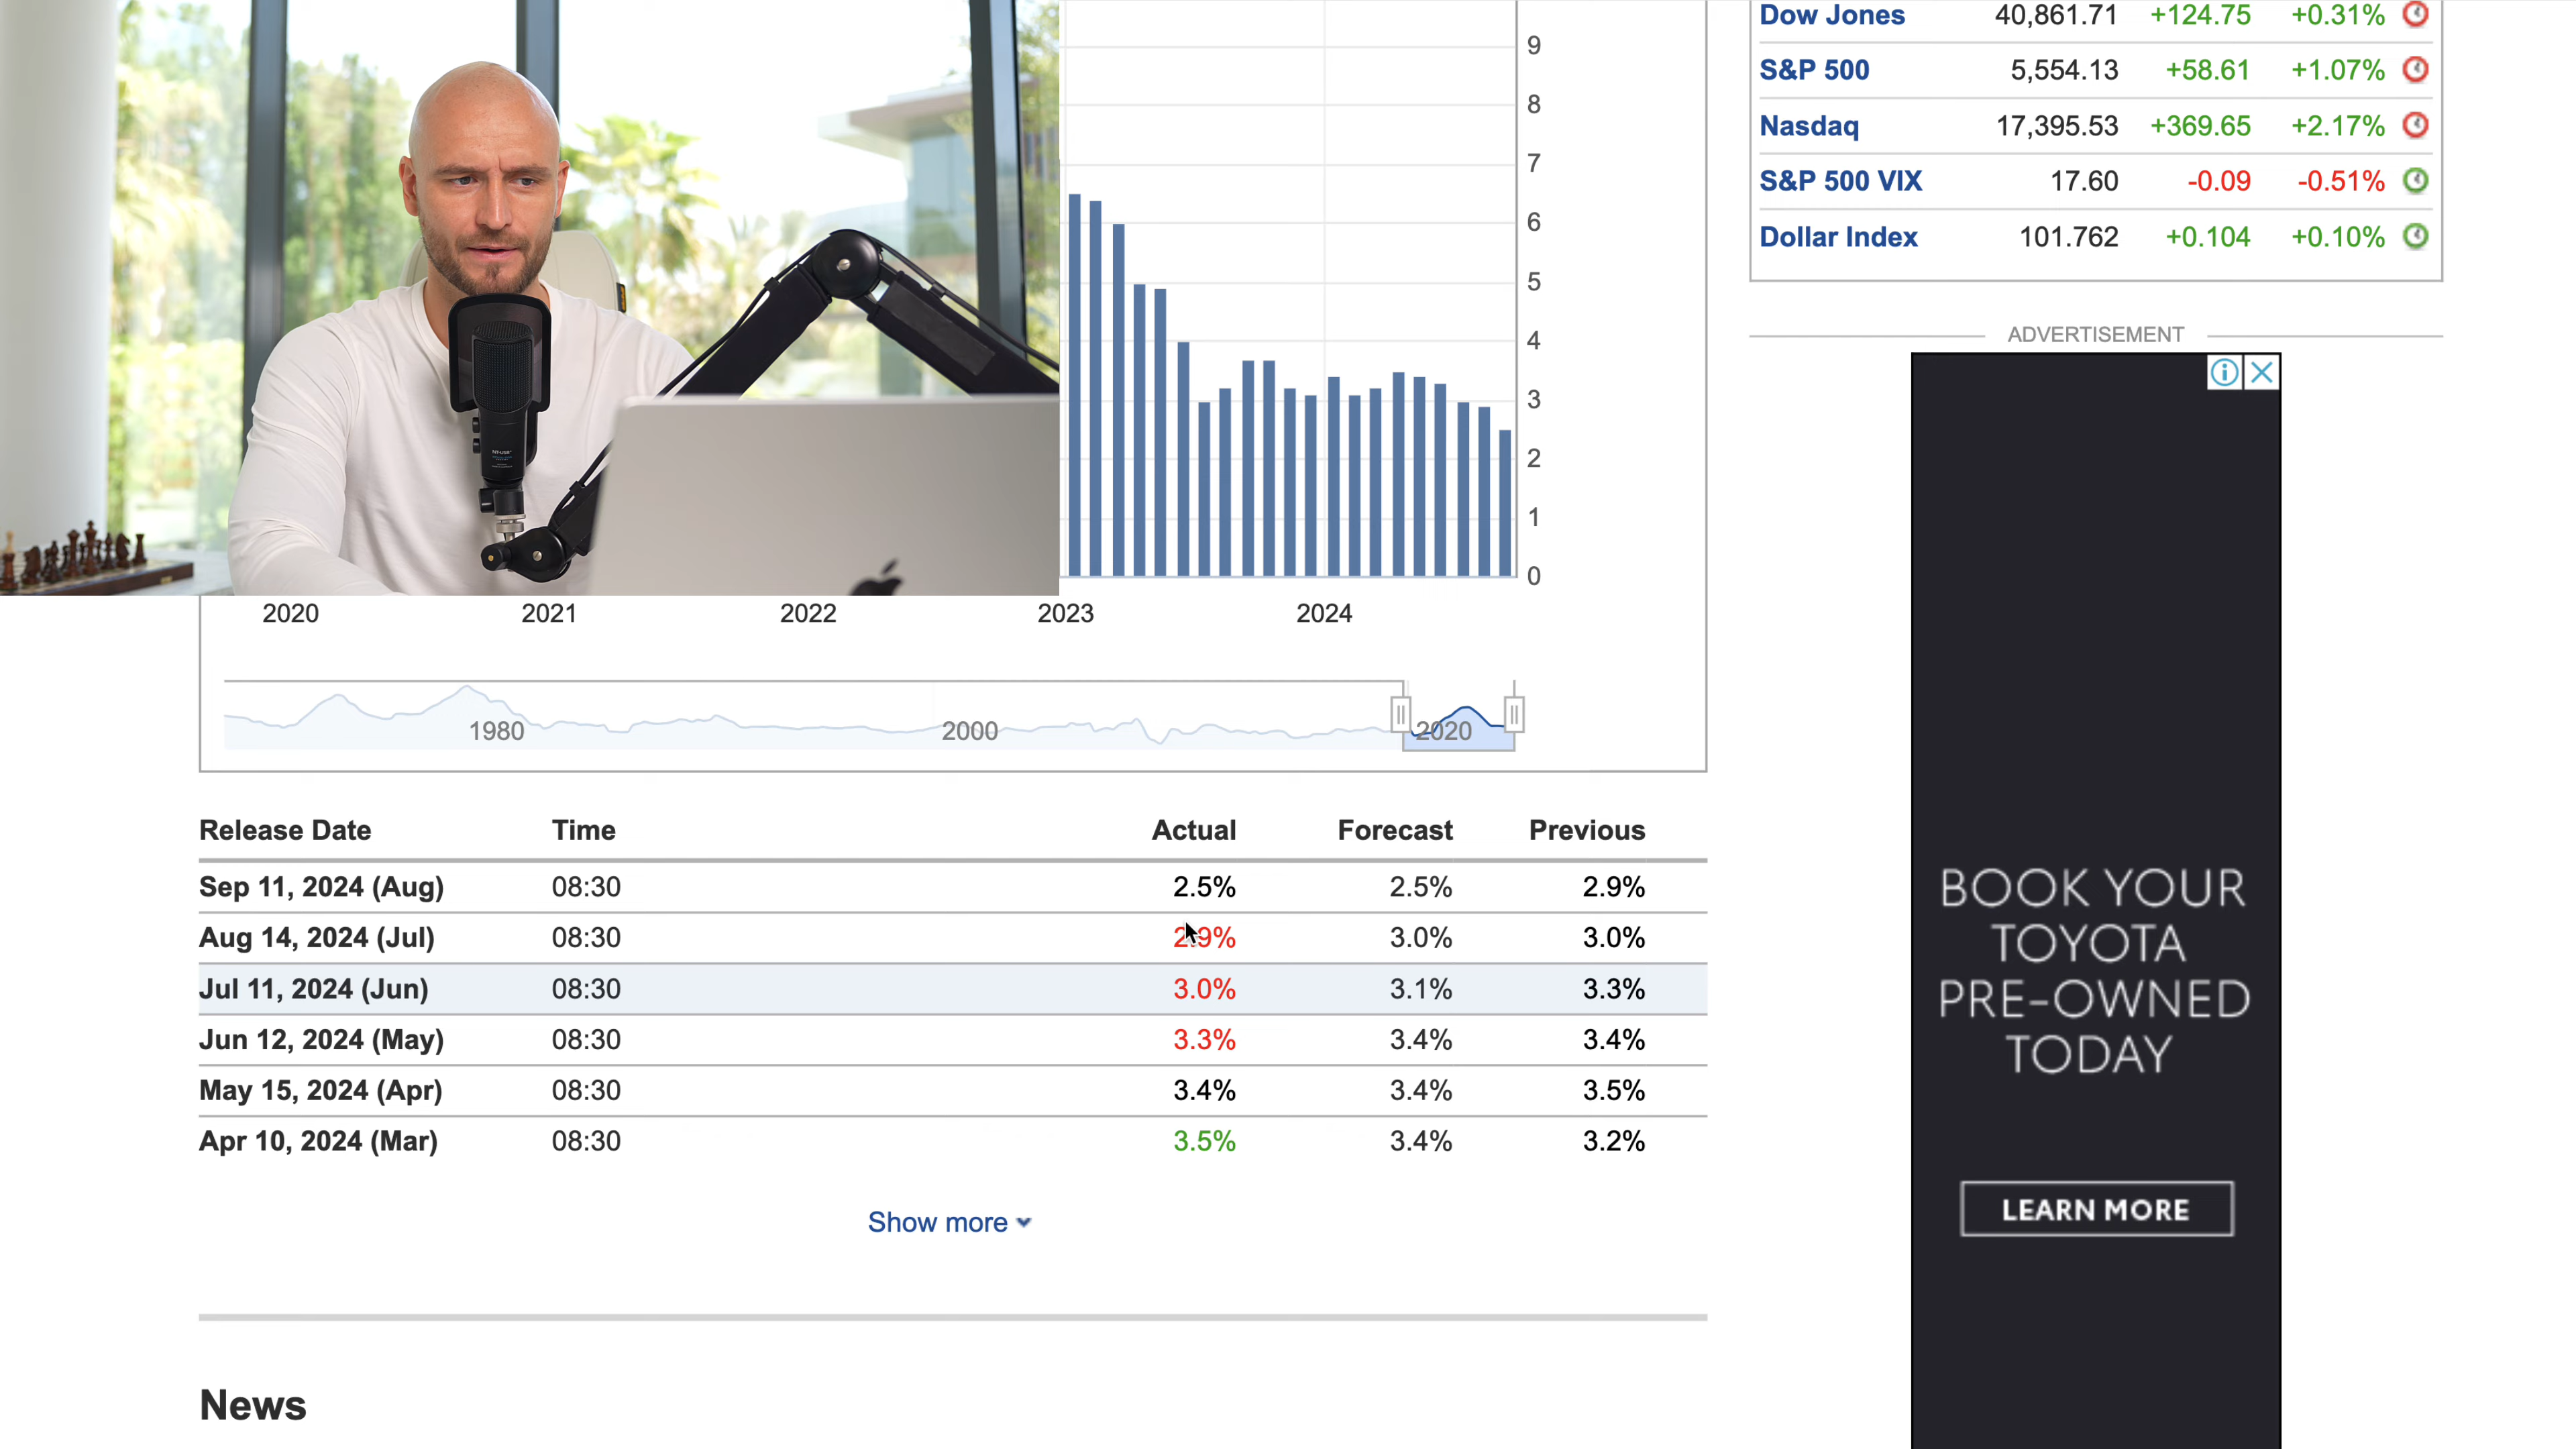 Dow Jones 40,861.71 +124.75 +0.31%
S&P 500 5,554.13 +58.61 +1.07%
Nasdaq 17,395.53 +369.65 +2.17%
S&P 500 VIX 17.60 -0.09 -0.51%
Dollar Index 101.762 +0.104 +0.10%
9
8
7
6
5
4
3
2
1
0
2020 2021 2022 2023 2024
1980 2000 2020
ADVERTISEMENT
Release Date Time Actual Forecast Previous
Sep 11, 2024 (Aug) 08:30 2.5% 2.5% 2.9%
Aug 14, 2024 (Jul) 08:30 2.9% 3.0% 3.0%
Jul 11, 2024 (Jun) 08:30 3.0% 3.1% 3.3%
Jun 12, 2024 (May) 08:30 3.3% 3.4% 3.4%
May 15, 2024 (Apr) 08:30 3.4% 3.4% 3.5%
Apr 10, 2024 (Mar) 08:30 3.5% 3.4% 3.2%
Show more
News
BOOK YOUR
TOYOTA
PRE-OWNED
TODAY
LEARN MORE